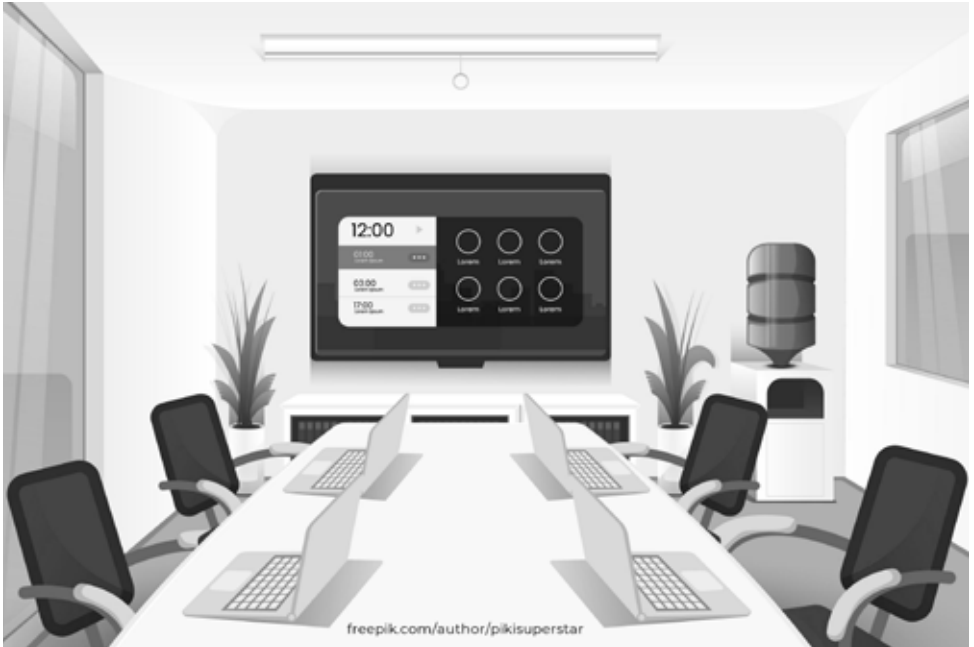 12:00
01:00
Lorem ipsum
03:00
Lorem ipsum
17:00
Lorem ipsum
Lorem Lorem Lorem
Lorem Lorem Lorem
freepik.com/author/pikisuperstar